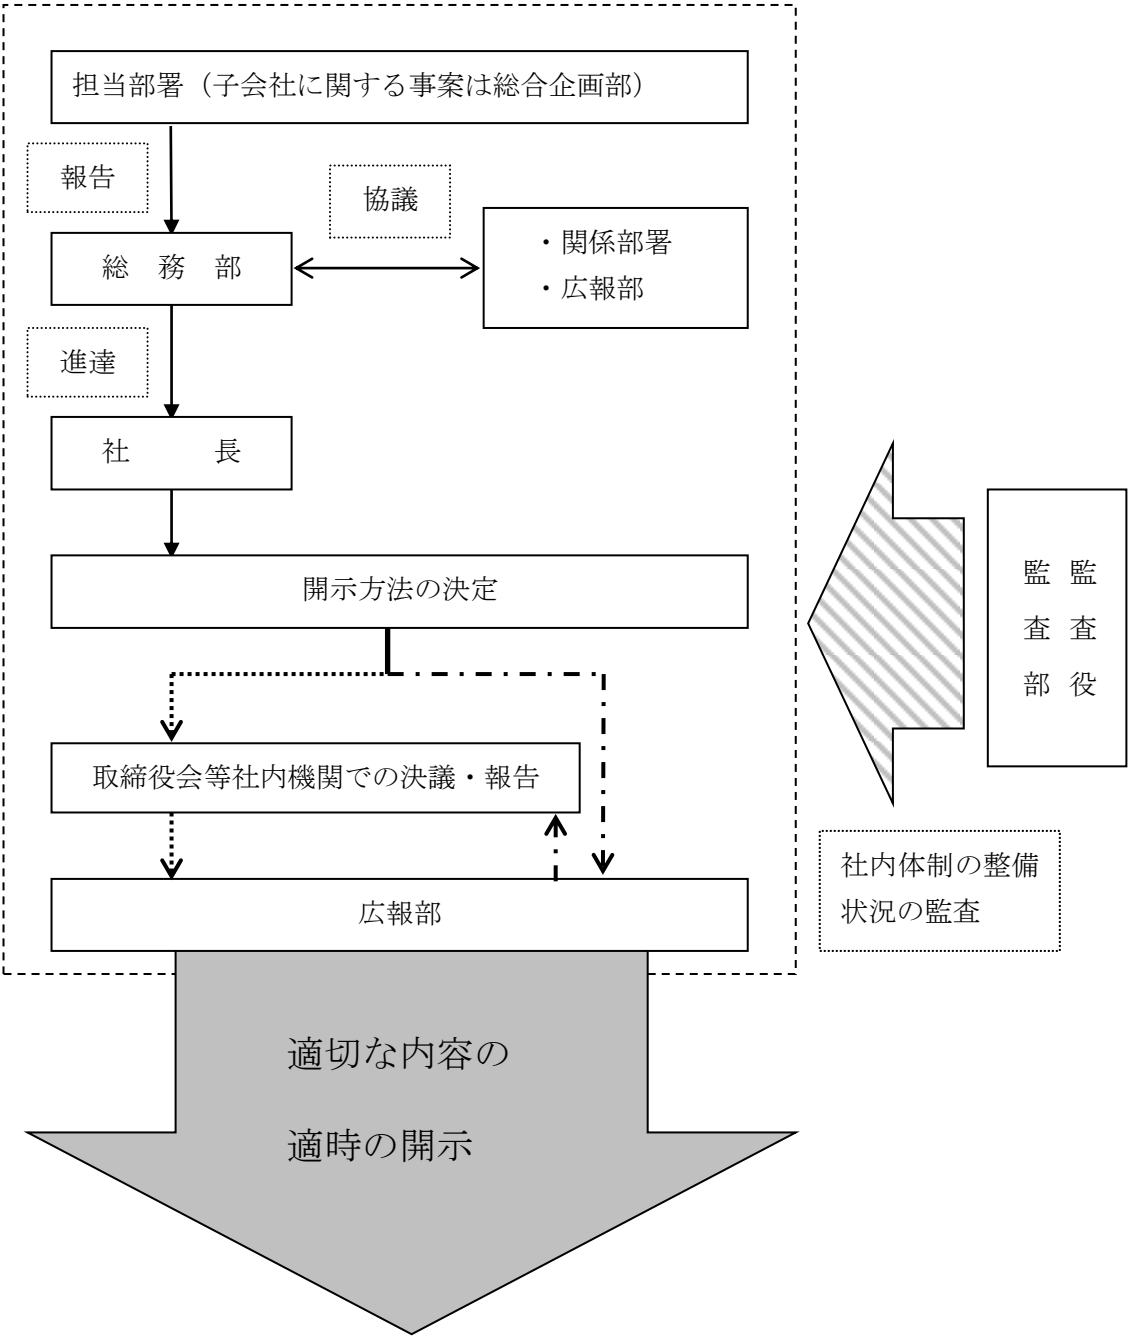 担当部署（子会社に関する事案は総合企画部）
報告
協議
総　務　部
・関係部署
・広報部
進達
社　　　長
開示方法の決定
監査役
監査部
取締役会等社内機関での決議・報告
社内体制の整備
状況の監査
広報部
適切な内容の
適時の開示